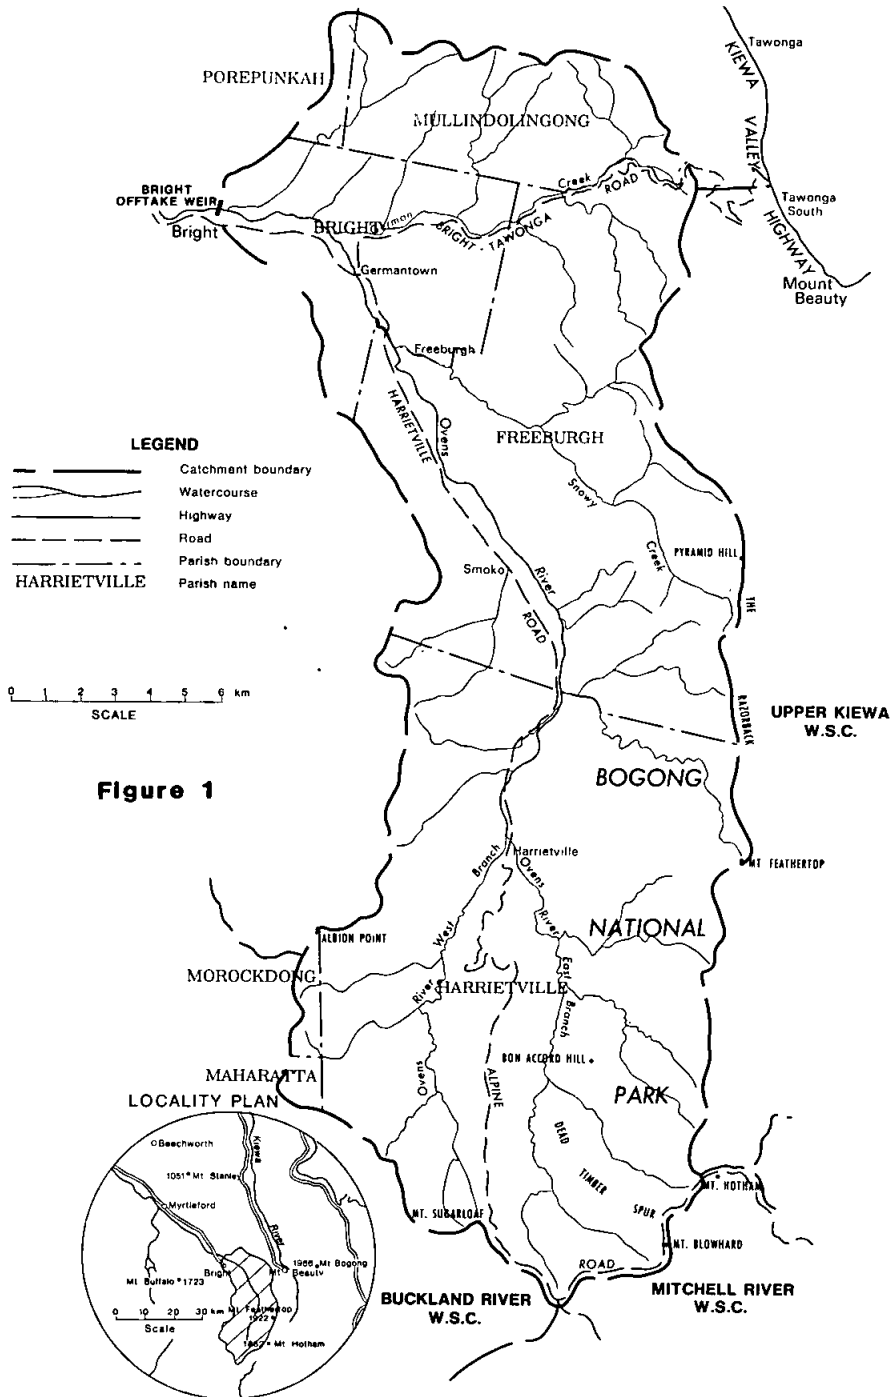 Tawonga
KIEWA VALLEY HIGHWAY
POREPUNKAH
MULLINDOLINGONG
BRIGHT
OFFTAKE WEIR
Bright
BRIGHT
Creek
BRIGHT - TAWONGA ROAD
Tawonga
South
Mount
Beauty
Germantown
Freeburgh
HARRIETVILLE ROAD
Ovens River
FREEBURGH
Snowy Creek
PYRAMID HILL
THE RAZORBACK
Smoko
LEGEND
Catchment boundary
Watercourse
Highway
Road
Parish boundary
HARRIETVILLE Parish name
0 1 2 3 4 5 6 km
SCALE
UPPER KIEWA
W.S.C.
Figure 1
BOGONG
NATIONAL
PARK
MT FEATHERTOP
Harrietville
Ovens River East Branch
Ovens River West Branch
ALBION POINT
MOROCKDONG
HARRIETVILLE
MAHARATTA
BON ACCORD HILL
ALPINE ROAD
DEAD TIMBER SPUR
MT. HOTHAM
MT. BLOWHARD
MT. SUGARLOAF
BUCKLAND RIVER
W.S.C.
MITCHELL RIVER
W.S.C.
LOCALITY PLAN
Beechworth
Kiewa River
1051 Mt Stanley
Myrtleford
Bright
Mt Beauty
1986 Mt Bogong
Mt Buffalo 1723
0 10 20 30 km
Scale
Mt Feathertop
1922
1862 Mt Hotham